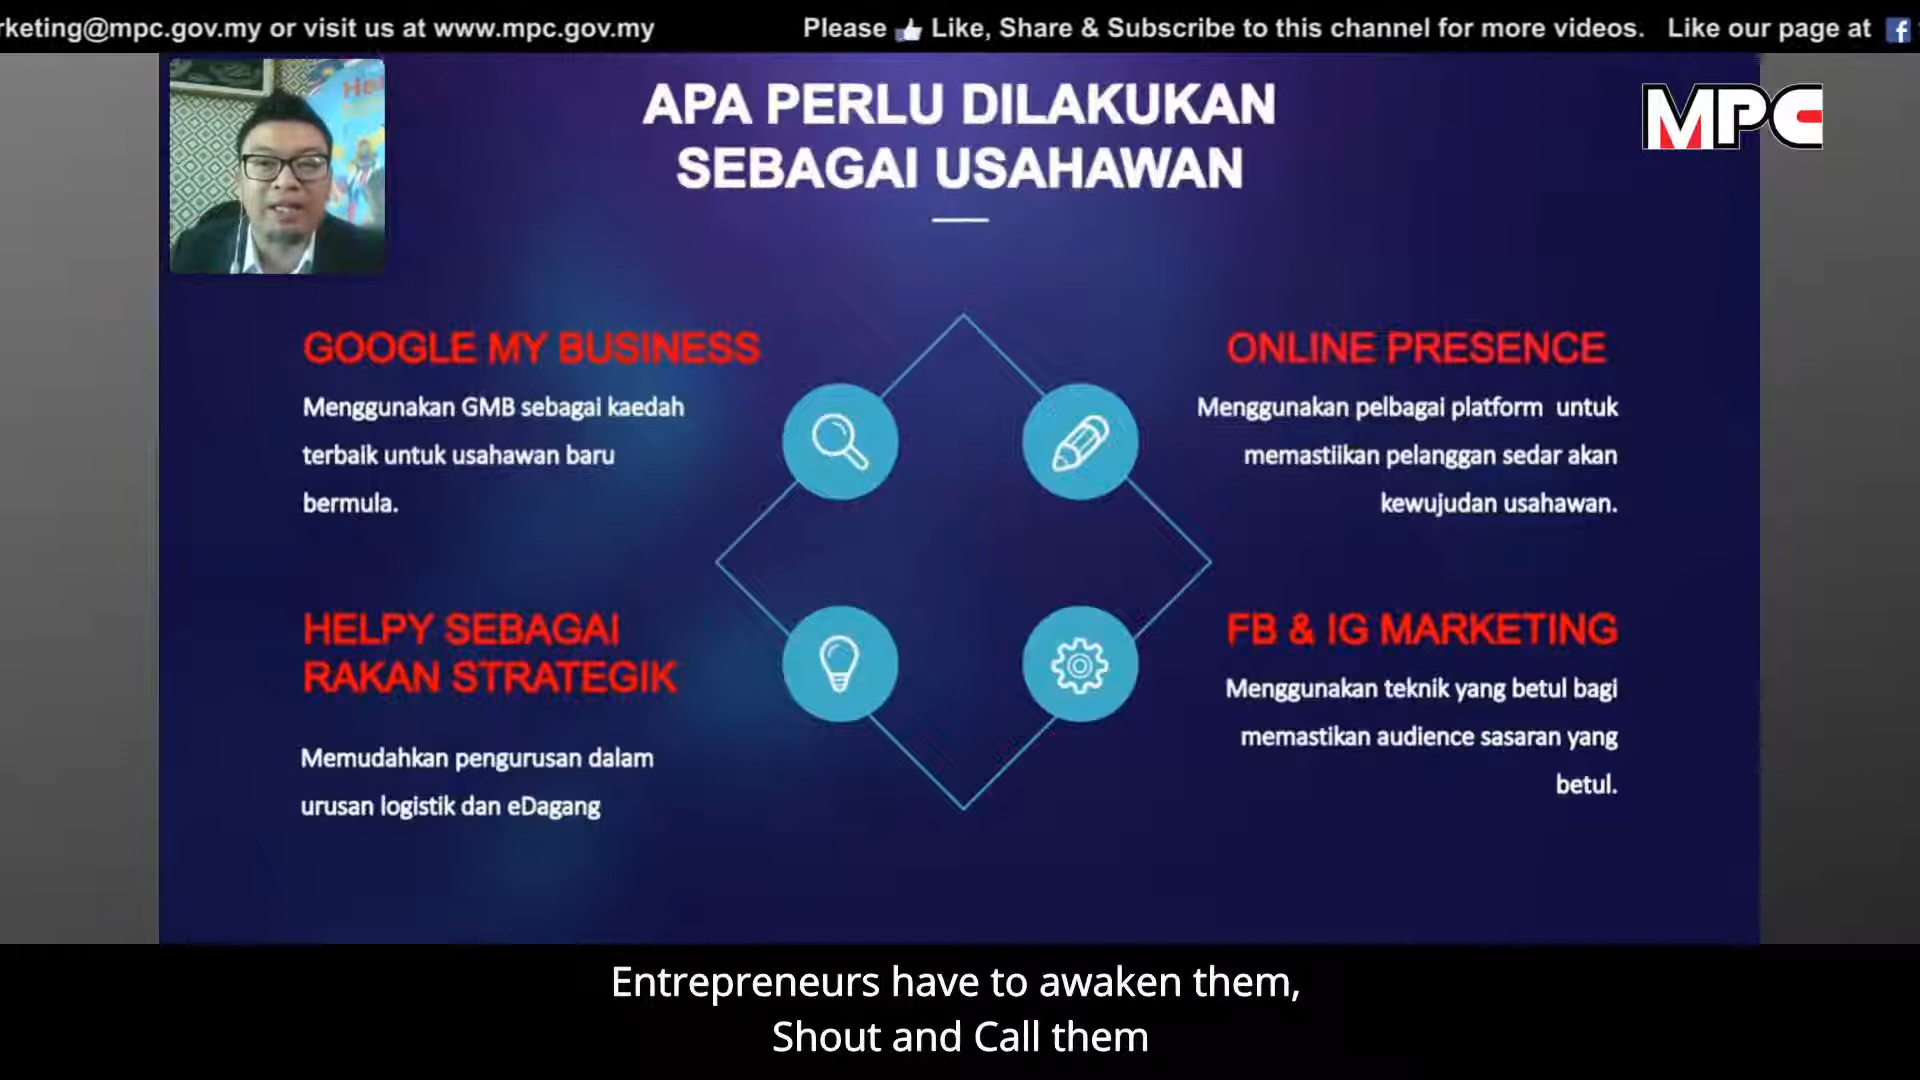 rketing@mpc.gov.my or visit us at www.mpc.gov.my Please Like, Share & Subscribe to this channel for more videos. Like our page at
MPC
APA PERLU DILAKUKAN
SEBAGAI USAHAWAN
GOOGLE MY BUSINESS
Menggunakan GMB sebagai kaedah
terbaik untuk usahawan baru
bermula.
ONLINE PRESENCE
Menggunakan pelbagai platform untuk
memastiikan pelanggan sedar akan
kewujudan usahawan.
HELPY SEBAGAI
RAKAN STRATEGIK
Memudahkan pengurusan dalam
urusan logistik dan eDagang
FB & IG MARKETING
Menggunakan teknik yang betul bagi
memastikan audience sasaran yang
betul.
Entrepreneurs have to awaken them,
Shout and Call them